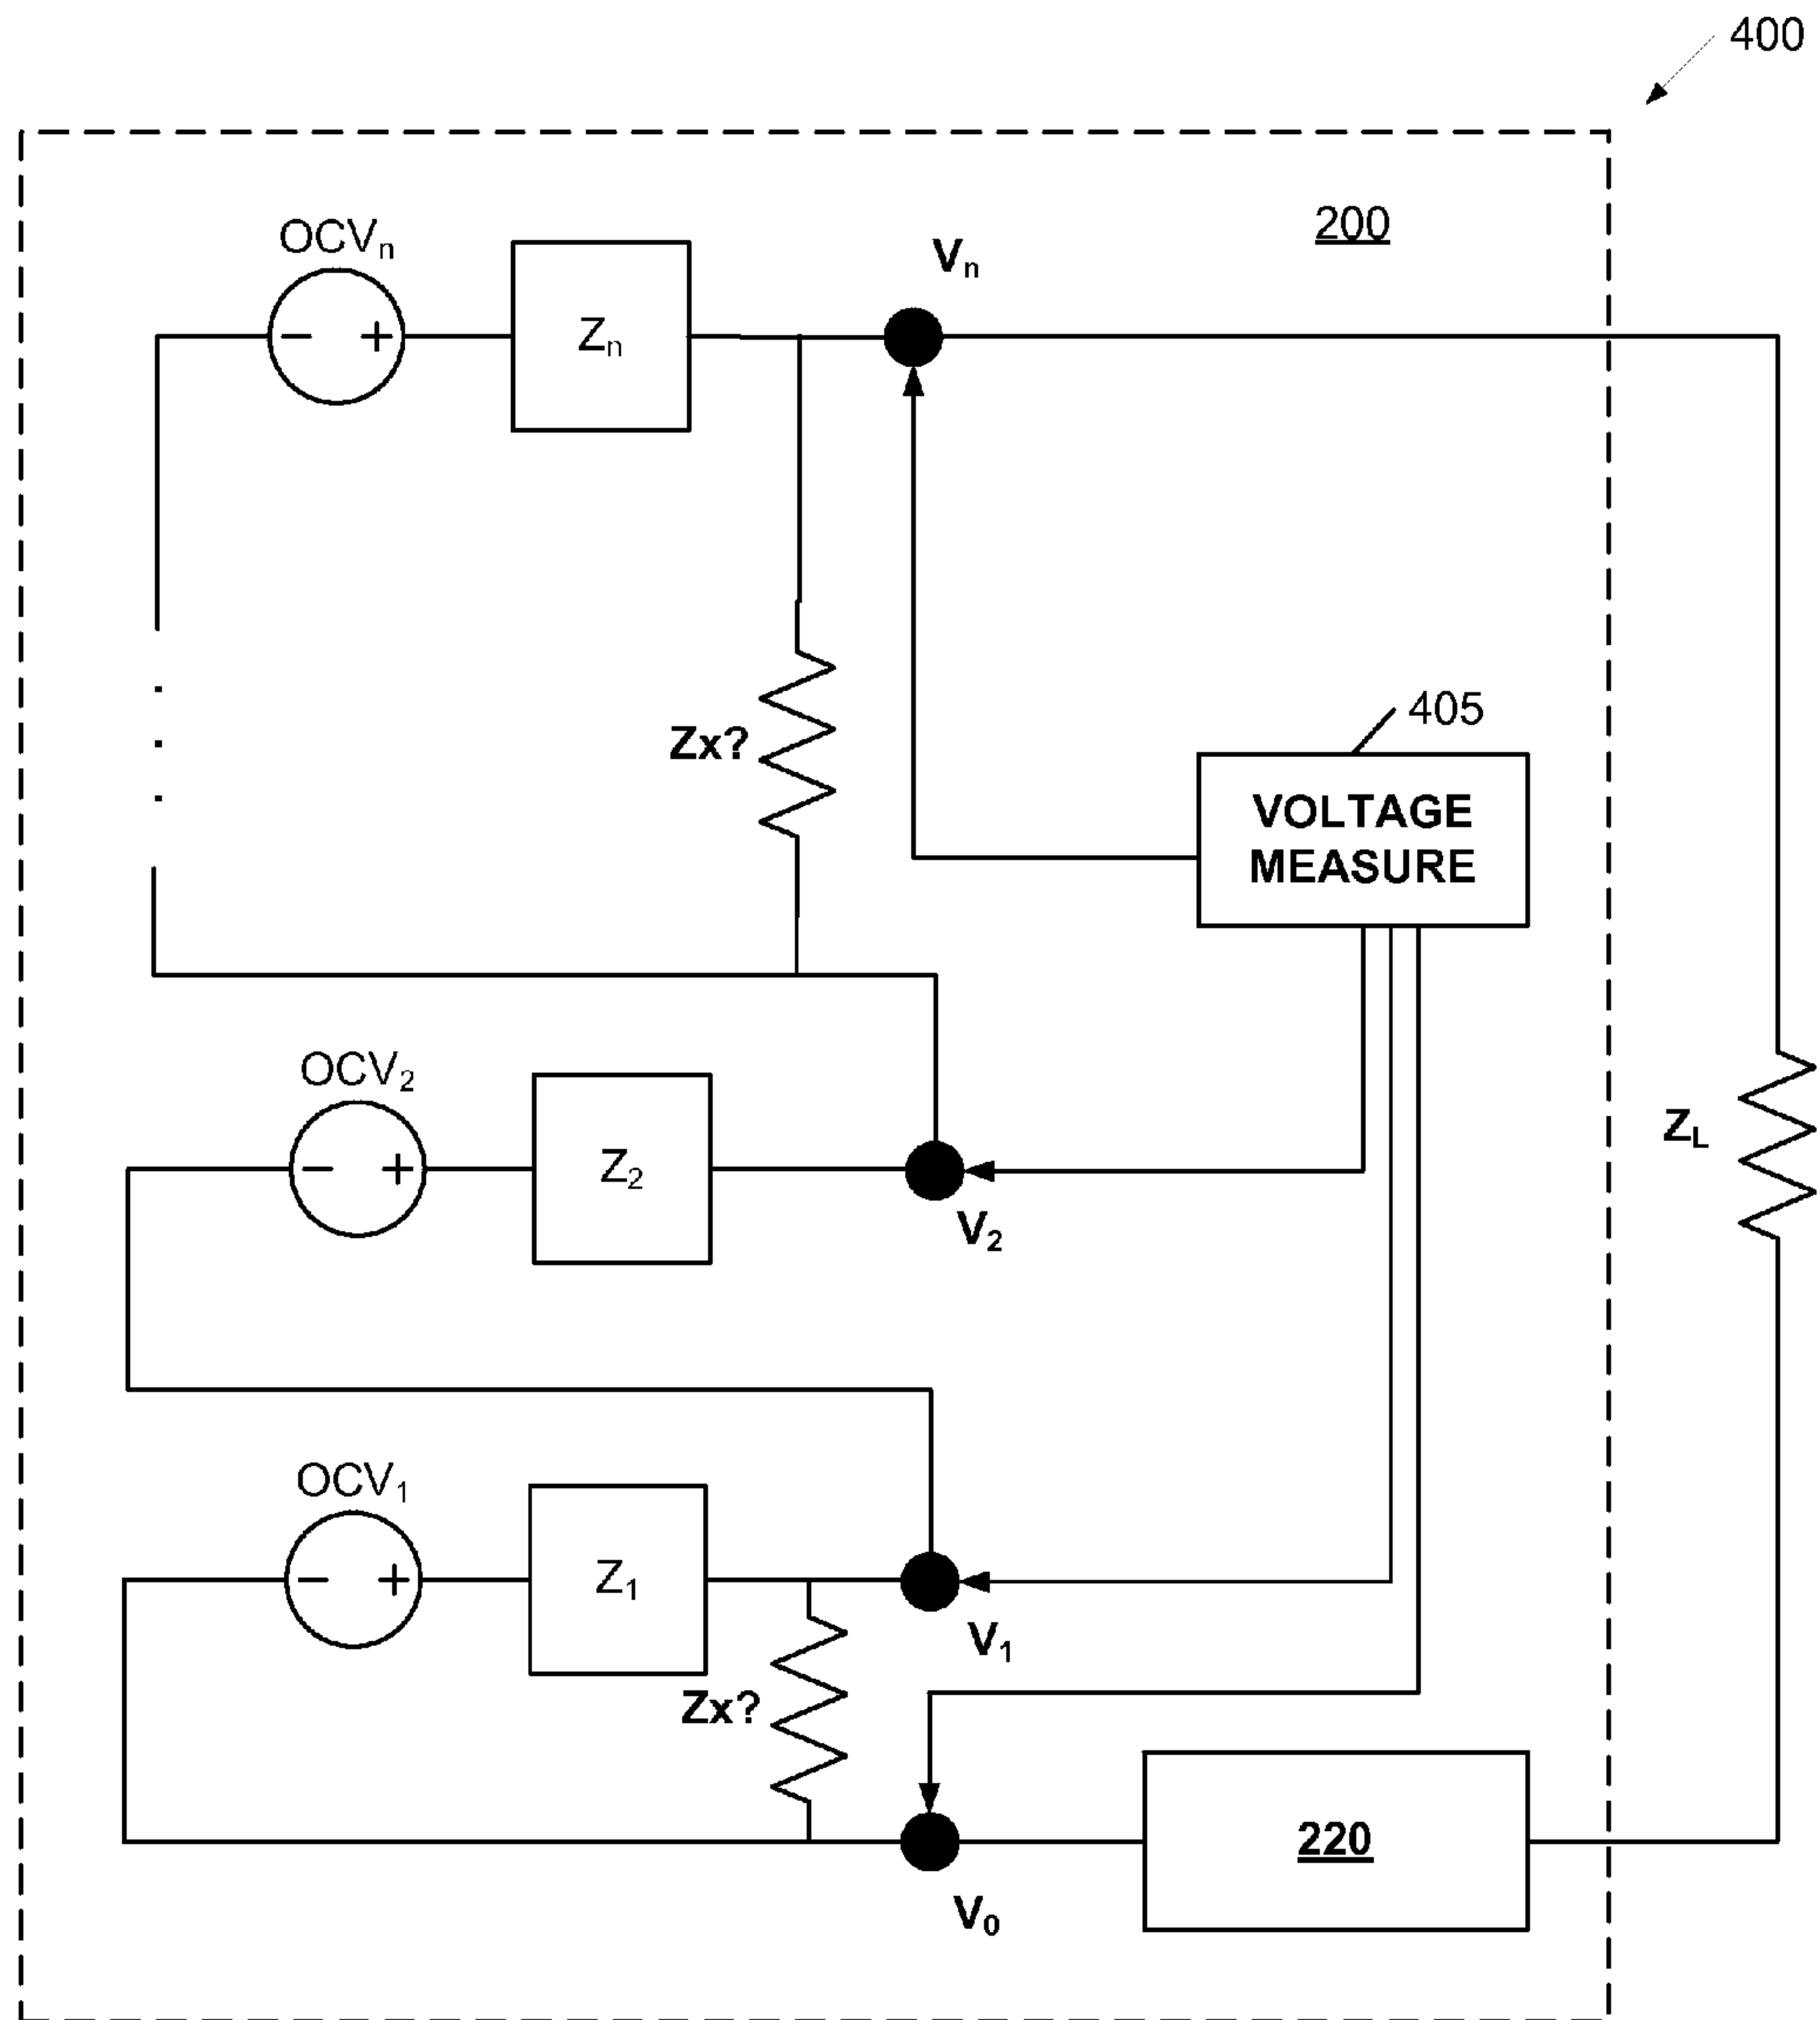 400
200
OCVn
Zn
Vn
405
Zx?
VOLTAGE
MEASURE
OCV2
Z2
V2
ZL
OCV1
Z1
V1
Zx?
220
V0